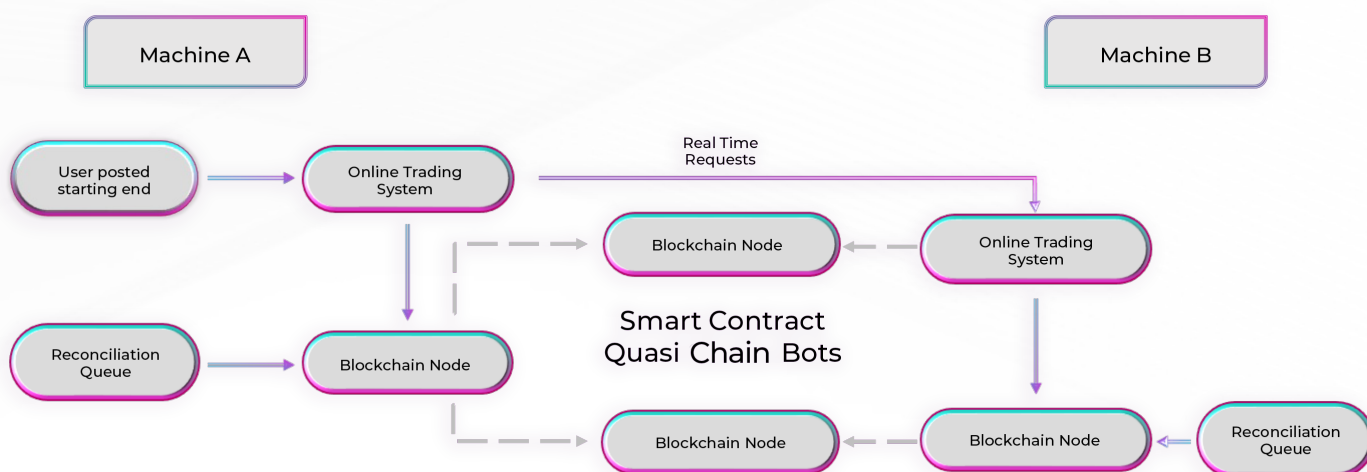 Machine A
Machine B
Real Time
Requests
User posted
starting end
Online Trading
System
Blockchain Node
Online Trading
System
Smart Contract
Quasi Chain Bots
Reconciliation
Queue
Blockchain Node
Blockchain Node
Blockchain Node
Reconciliation
Queue